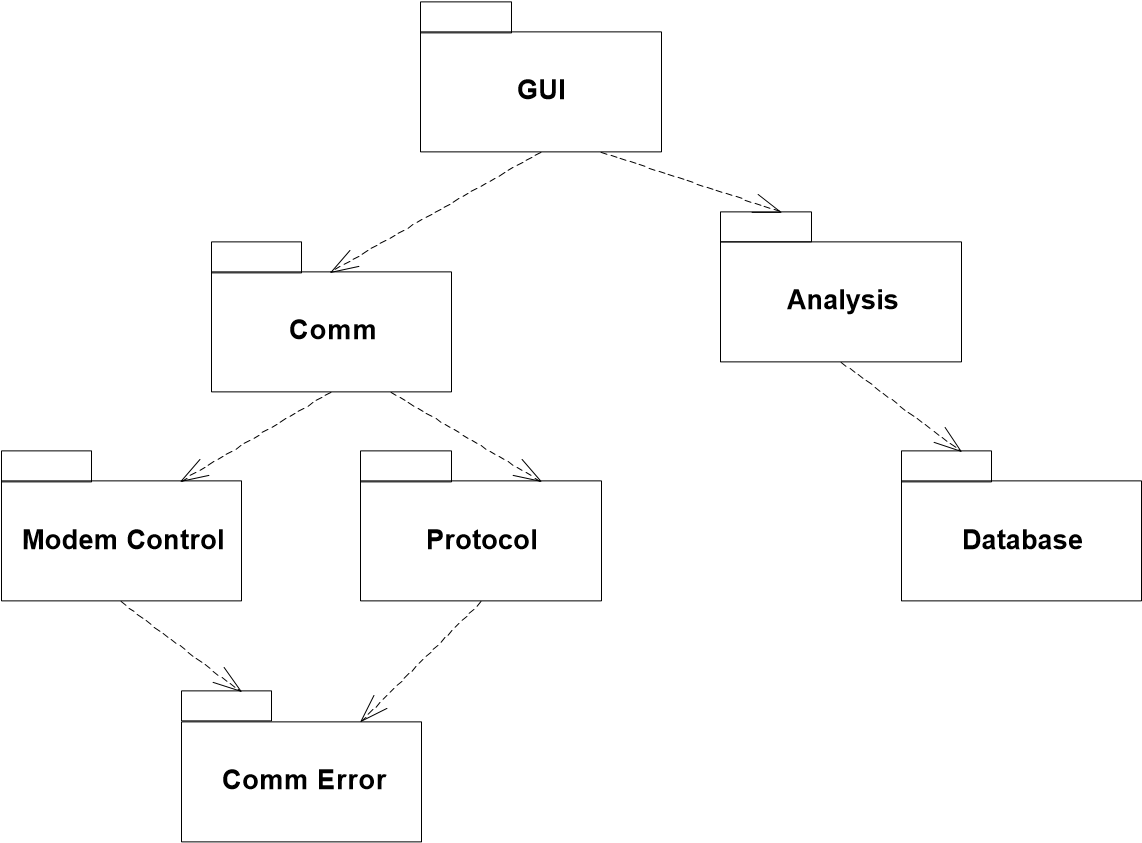 GUI
Analysis
Comm
Modem Control
Protocol
Database
Comm Error